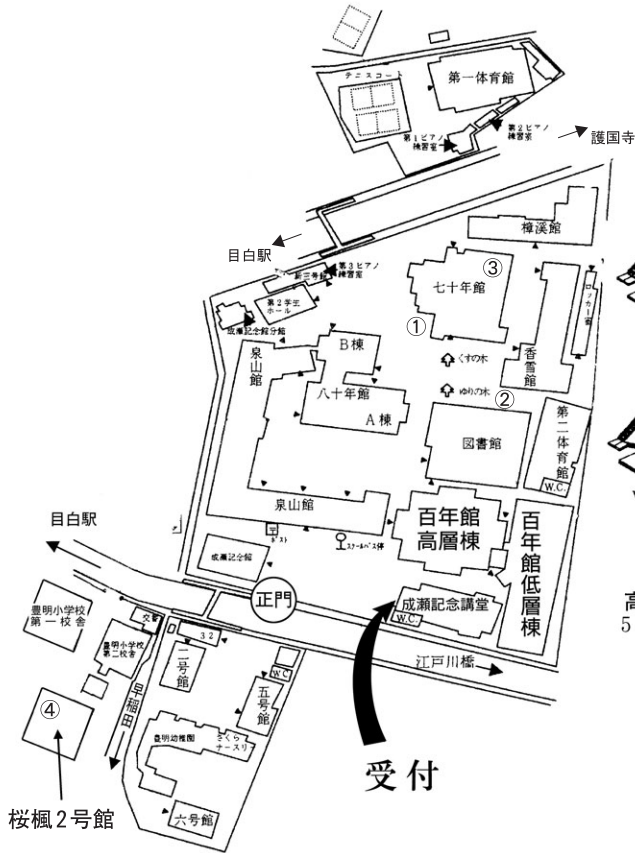 テニスコート
第一体育館
第1ピアノ
練習室
第2ピアノ
練習室
護国寺
目白駅
樟溪館
新三号館
第3ピアノ
練習室
第2学生
ホール
成瀬記念館分館
七十年館
③
①
ロッカー室
香雪館
くすの木
ゆりの木
②
泉山館
B棟
八十年館
A棟
図書館
第二体育館
W.C.
泉山館
ポスト
スクールバス停
百年館
高層棟
百年館低層棟
目白駅
成瀬記念館
正門
成瀬記念講堂
W.C.
江戸川橋
豊明小学校
第一校舎
交番
豊明小学校
第二校舎
32
二号館
五号館
W.C.
早稲田
④
豊明幼稚園
さくら
ナースリー
六号館
受付
桜楓2号館
高
5